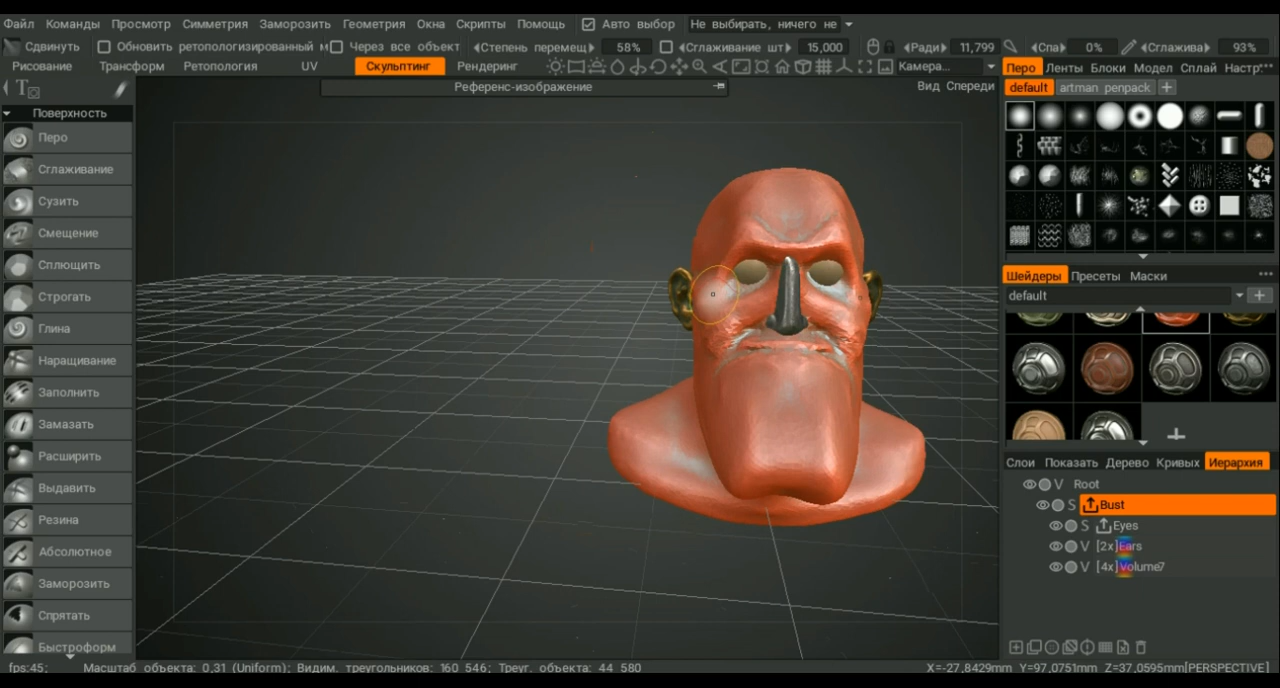 Файл Команды Просмотр Симметрия Заморозить Геометрия Окна Скрипты Помощь Авто выбор Не выбирать, ничего не
Сдвинуть Обновить ретопологизированный м Через все объект Степень перемещ 58% Сглаживание шт 15,000 Ради 11,799 Спа 0% Сглажива 93%
Рисование Трансформ Ретопология UV Скульптинг Рендеринг Камера...
Референс-изображение
Вид Спереди
T
Поверхность
Перо
Сглаживание
Сузить
Смещение
Сплющить
Строгать
Глина
Наращивание
Заполнить
Замазать
Расширить
Выдавить
Резина
Абсолютное
Заморозить
Спрятать
Быстроформ
Перо Ленты Блоки Модел Сплай Настр...
default artman penpack +
Шейдеры Пресеты Маски
default
Слои Показать Дерево Кривых Иерархия
V Root
S Bust
S Eyes
V [2x]Ears
V [4x]Volume7
fps:45; Масштаб объекта: 0,31 (Uniform); Видим. треугольников: 160 546; Треуг. объекта: 44 580
X=-27,8429mm Y=97,0751mm Z=37,0595mm[PERSPECTIVE]